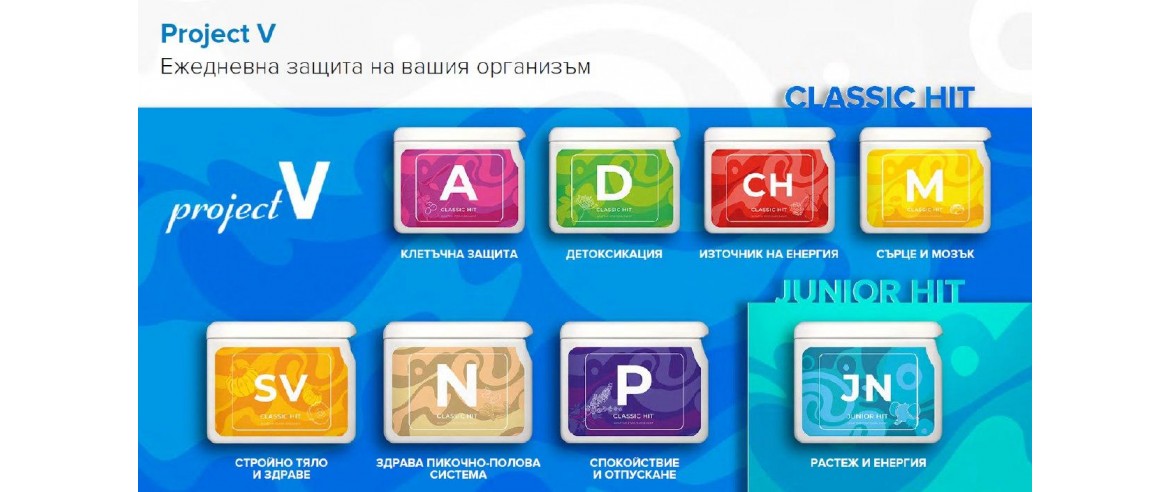 Project V
Ежедневна защита на вашия организъм
CLASSIC HIT
project V
A
CLASSIC HIT
D
CLASSIC HIT
CH
CLASSIC HIT
M
CLASSIC HIT
КЛЕТЪЧНА ЗАЩИТА
ДЕТОКСИКАЦИЯ
ИЗТОЧНИК НА ЕНЕРГИЯ
СЪРЦЕ И МОЗЪК
JUNIOR HIT
SV
CLASSIC HIT
N
CLASSIC HIT
P
CLASSIC HIT
JN
JUNIOR HIT
СТРОЙНО ТЯЛО
И ЗДРАВЕ
ЗДРАВА ПИКОЧНО-ПОЛОВА
СИСТЕМА
СПОКОЙСТВИЕ
И ОТПУСКАНЕ
РАСТЕЖ И ЕНЕРГИЯ